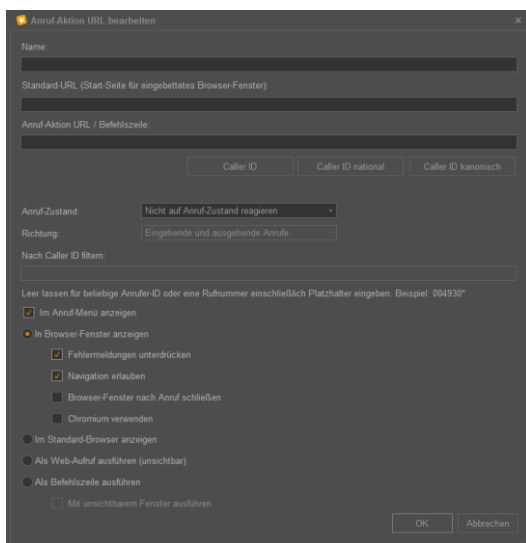 Anruf-Aktion URL bearbeiten
Name:
Standard-URL (Start-Seite für eingebettetes Browser-Fenster):
Anruf-Aktion URL / Befehlszeile:
Caller ID
Caller ID national
Caller ID kanonisch
Anruf-Zustand:
Nicht auf Anruf-Zustand reagieren
Richtung:
Eingehende und ausgehende Anrufe
Nach Caller ID filtern:
Leer lassen für beliebige Anrufer-ID oder eine Rufnummer einschließlich Platzhalter eingeben. Beispiel: 004930*
Im Anruf-Menü anzeigen
In Browser-Fenster anzeigen
Fehlermeldungen unterdrücken
Navigation erlauben
Browser-Fenster nach Anruf schließen
Chromium verwenden
Im Standard-Browser anzeigen
Als Web-Aufruf ausführen (unsichtbar)
Als Befehlszeile ausführen
Mit unsichtbarem Fenster ausführen
OK
Abbrechen